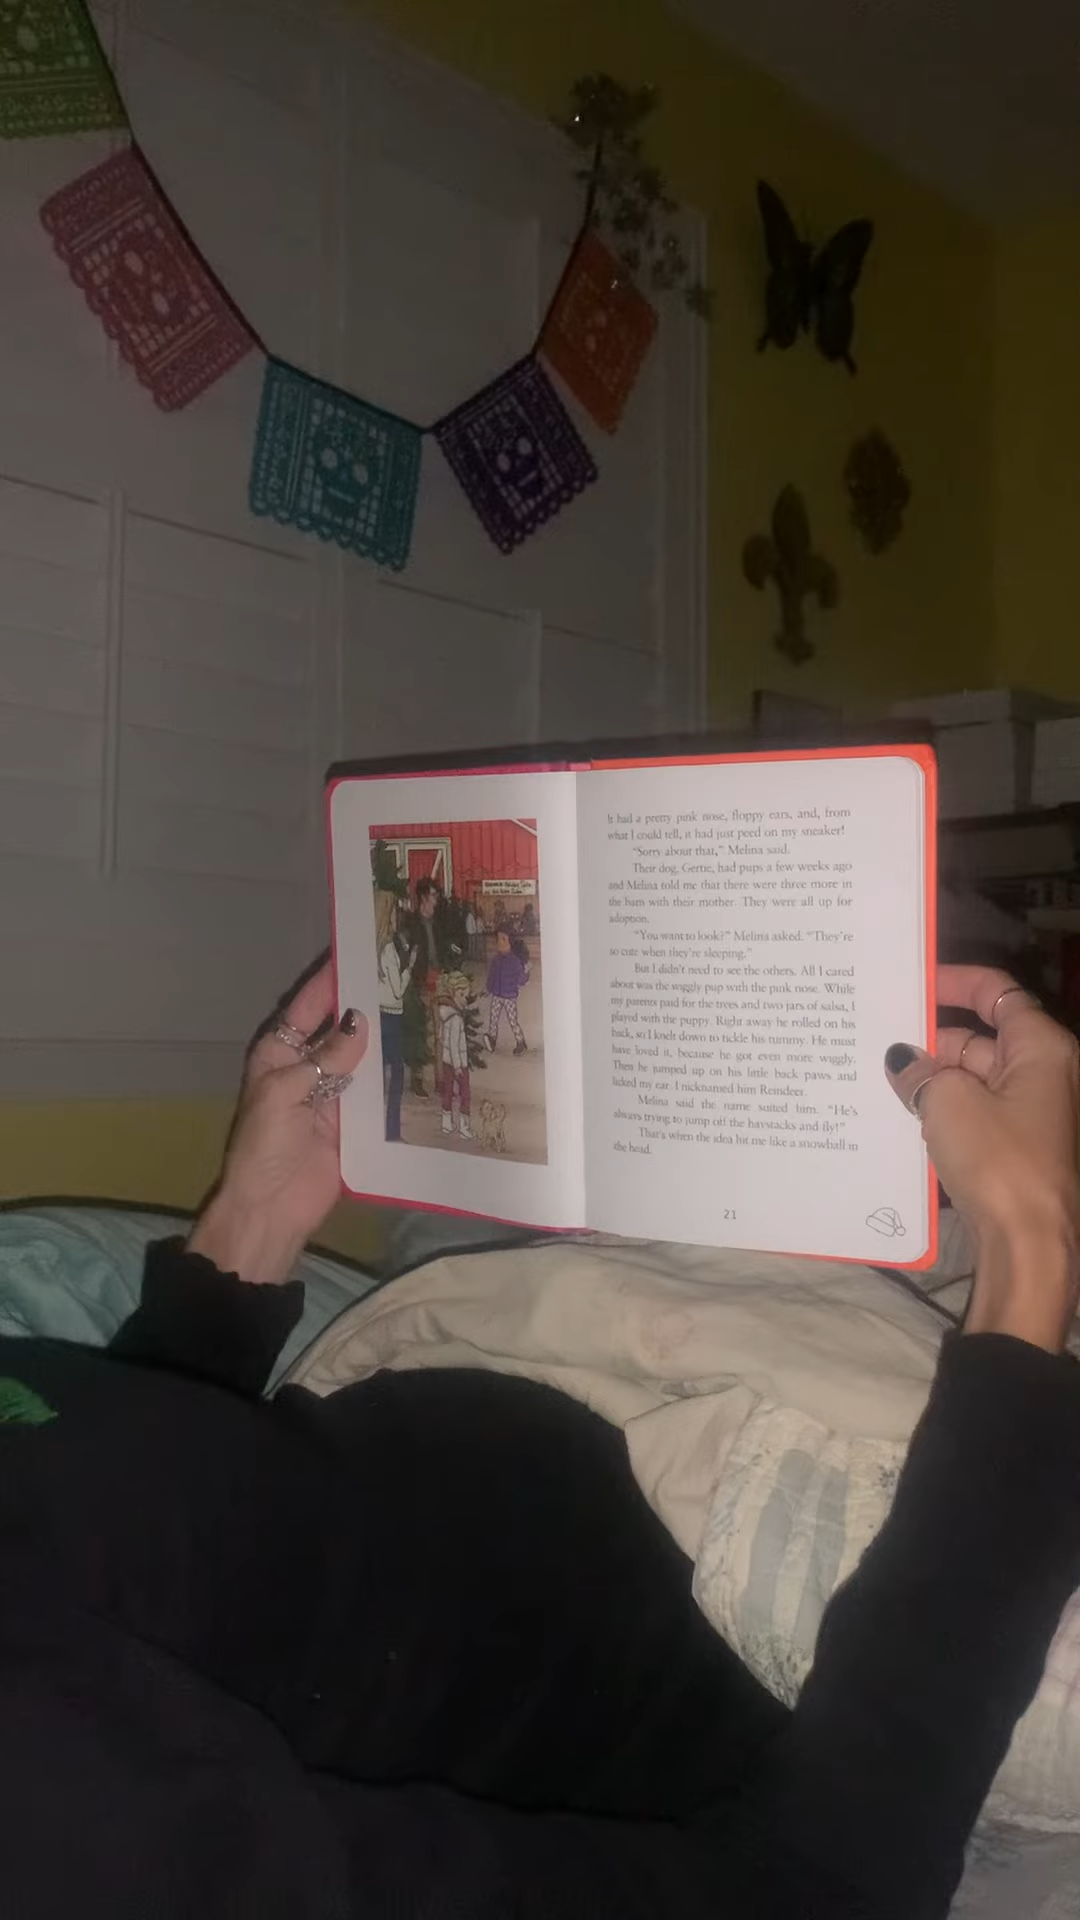 It had a pretty pink nose, floppy ears, and, from
what I could tell, it had just peed on my sneaker!
“Sorry about that,” Melina said.
Their dog, Gertie, had pups a few weeks ago
and Melina told me that there were three more in
the barn with their mother. They were all up for
adoption.
“You want to look?” Melina asked. “They’re
so cute when they’re sleeping.”
But I didn’t need to see the others. All I cared
about was the wiggly pup with the pink nose. While
my parents paid for the trees and two jars of salsa, I
played with the puppy. Right away he rolled on his
back, so I knelt down to tickle his tummy. He must
have loved it, because he got even more wiggly.
Then he jumped up on his little back paws and
licked my ear. I nicknamed him Reindeer.
Melina said the name suited him. “He’s
always trying to jump off the haystacks and fly!”
That’s when the idea hit me like a snowball in
the head.
21